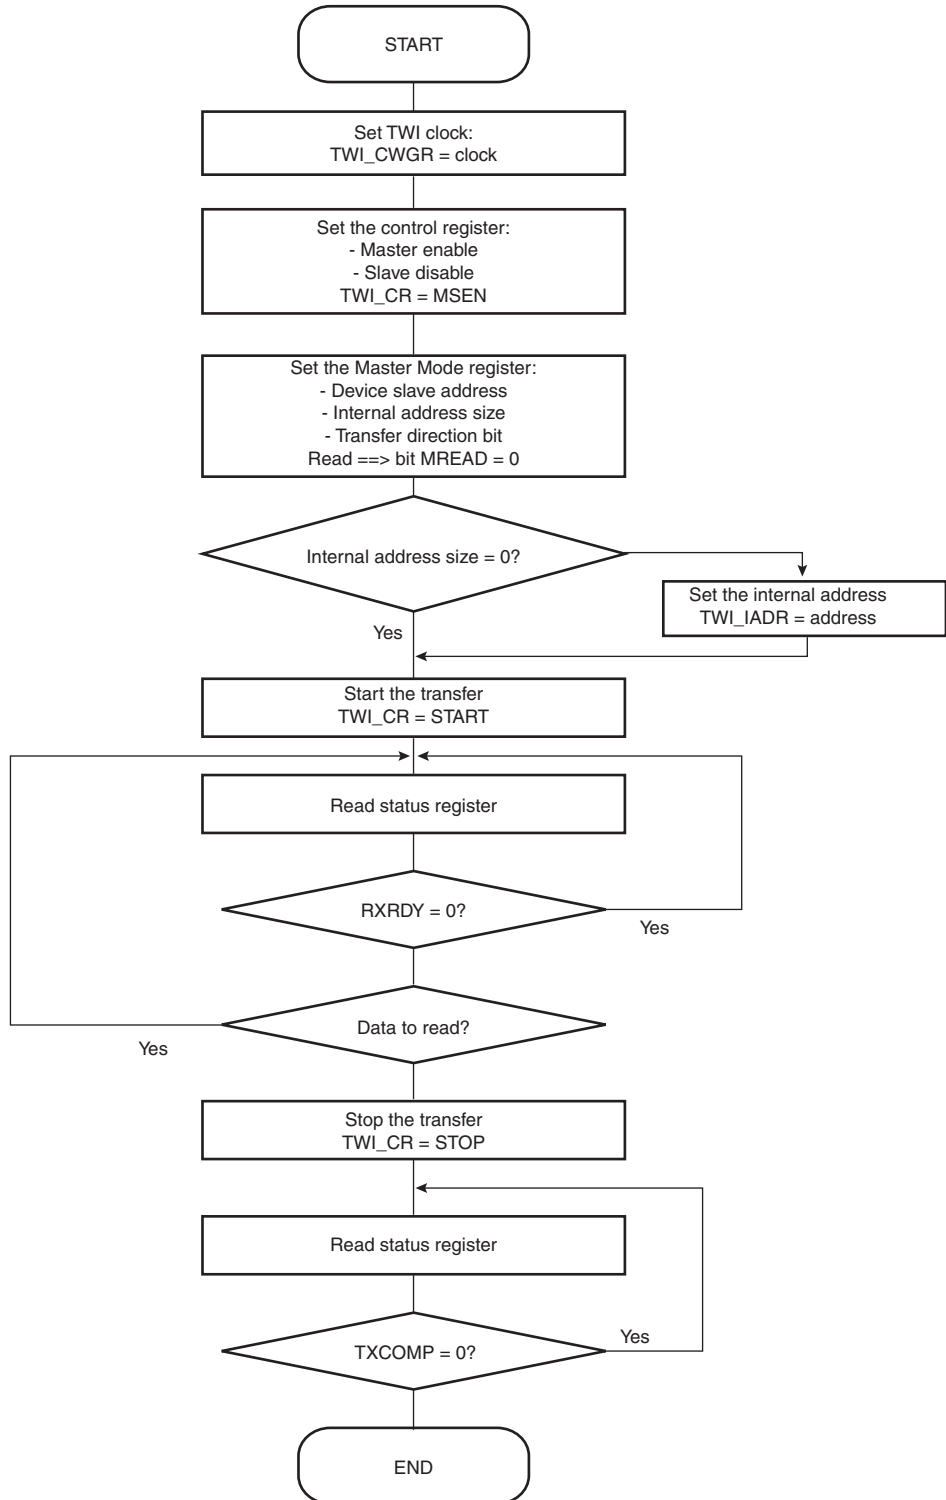 START
Set TWI clock:
TWI_CWGR = clock
Set the control register:
- Master enable
- Slave disable
TWI_CR = MSEN
Set the Master Mode register:
- Device slave address
- Internal address size
- Transfer direction bit
Read ==> bit MREAD = 0
Internal address size = 0?
Set the internal address
TWI_IADR = address
Yes
Start the transfer
TWI_CR = START
Read status register
RXRDY = 0?
Yes
Data to read?
Yes
Stop the transfer
TWI_CR = STOP
Read status register
Yes
TXCOMP = 0?
END